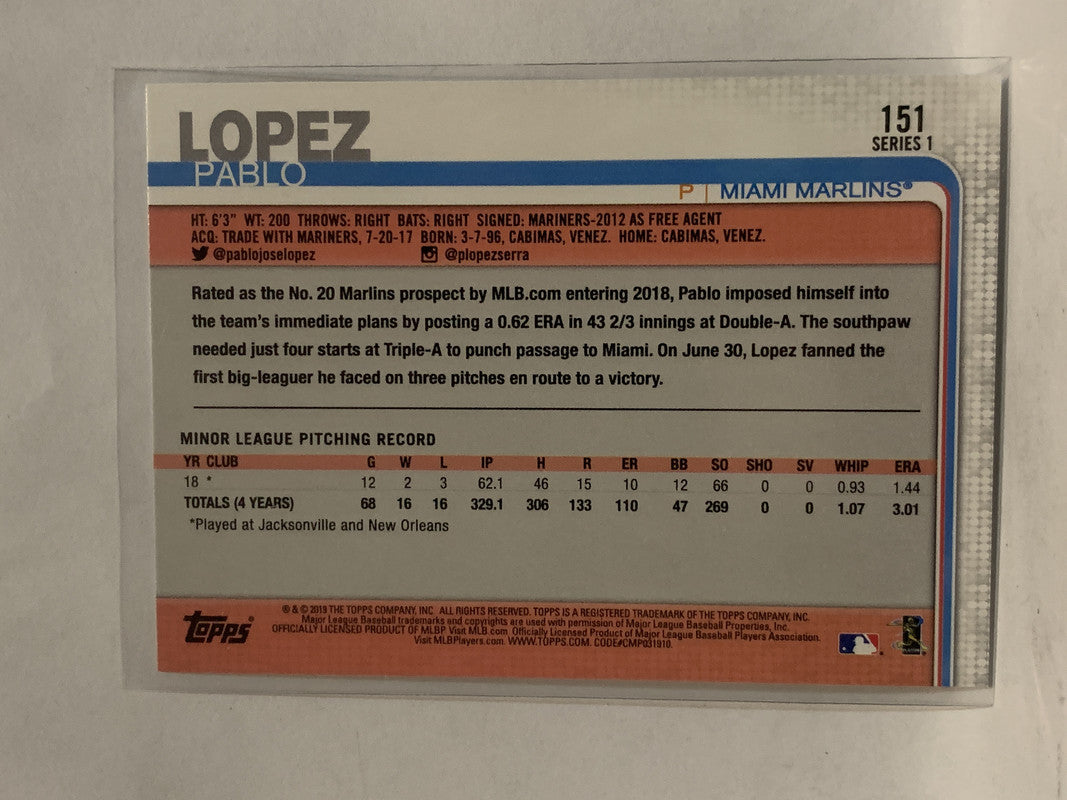 LOPEZ
PABLO
151
SERIES 1
P | MIAMI MARLINS®
HT: 6'3" WT: 200 THROWS: RIGHT BATS: RIGHT SIGNED: MARINERS-2012 AS FREE AGENT
ACQ: TRADE WITH MARINERS, 7-20-17 BORN: 3-7-96, CABIMAS, VENEZ. HOME: CABIMAS, VENEZ.
@pablojoselopez @plopezserra
Rated as the No. 20 Marlins prospect by MLB.com entering 2018, Pablo imposed himself into
the team's immediate plans by posting a 0.62 ERA in 43 2/3 innings at Double-A. The southpaw
needed just four starts at Triple-A to punch passage to Miami. On June 30, Lopez fanned the
first big-leaguer he faced on three pitches en route to a victory.
MINOR LEAGUE PITCHING RECORD
YR CLUB G W L IP H R ER BB SO SHO SV WHIP ERA
18 * 12 2 3 62.1 46 15 10 12 66 0 0 0.93 1.44
TOTALS (4 YEARS) 68 16 16 329.1 306 133 110 47 269 0 0 1.07 3.01
*Played at Jacksonville and New Orleans
Topps
® & © 2019 THE TOPPS COMPANY, INC. ALL RIGHTS RESERVED. TOPPS IS A REGISTERED TRADEMARK OF THE TOPPS COMPANY, INC.
Major League Baseball trademarks and copyrights are used with permission of Major League Baseball Properties, Inc.
OFFICIALLY LICENSED PRODUCT OF MLBP Visit MLB.com Officially Licensed Product of Major League Baseball Players Association.
Visit MLBPlayers.com. WWW.TOPPS.COM. CODE#CMP031910.